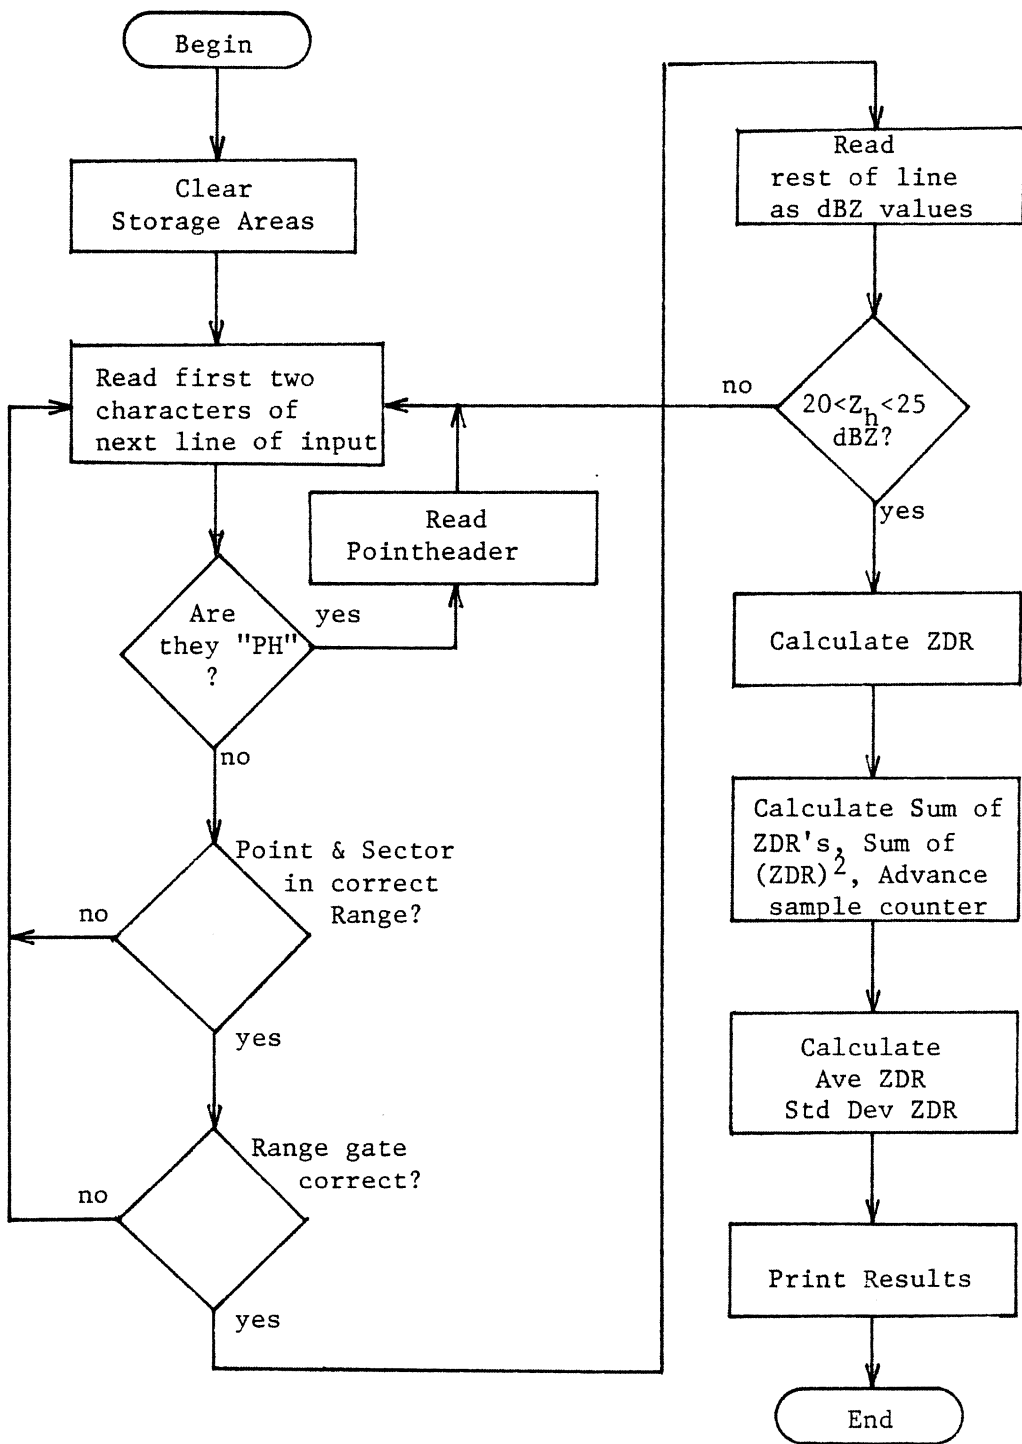 Begin
Clear
Storage Areas
Read first two
characters of
next line of input
Read
Pointheader
Are
they "PH"
?
yes
no
Point & Sector
in correct
Range?
no
yes
Range gate
correct?
no
yes
Read
rest of line
as dBZ values
no
20<Zh<25
dBZ?
yes
Calculate ZDR
Calculate Sum of
ZDR's, Sum of
(ZDR)2, Advance
sample counter
Calculate
Ave ZDR
Std Dev ZDR
Print Results
End